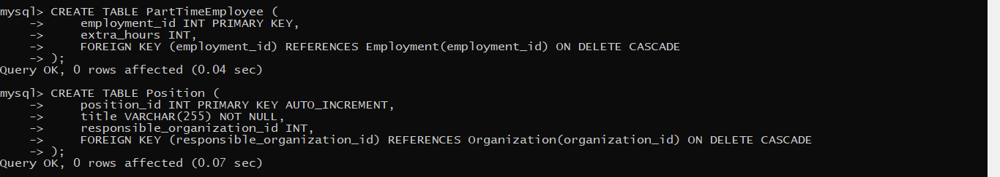 mysql> CREATE TABLE PartTimeEmployee (
    ->     employment_id INT PRIMARY KEY,
    ->     extra_hours INT,
    ->     FOREIGN KEY (employment_id) REFERENCES Employment(employment_id) ON DELETE CASCADE
    -> );
Query OK, 0 rows affected (0.04 sec)

mysql> CREATE TABLE Position (
    ->     position_id INT PRIMARY KEY AUTO_INCREMENT,
    ->     title VARCHAR(255) NOT NULL,
    ->     responsible_organization_id INT,
    ->     FOREIGN KEY (responsible_organization_id) REFERENCES Organization(organization_id) ON DELETE CASCADE
    -> );
Query OK, 0 rows affected (0.07 sec)